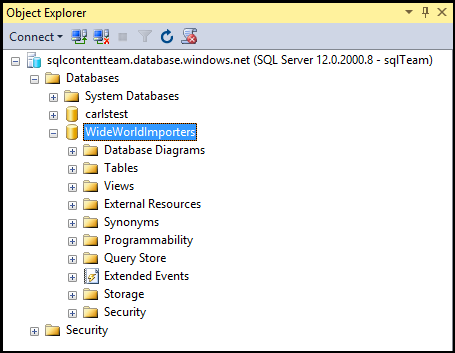 Object Explorer
Connect
sqlcontentteam.database.windows.net (SQL Server 12.0.2000.8 - sqlTeam)
Databases
System Databases
carlstest
WideWorldImporters
Database Diagrams
Tables
Views
External Resources
Synonyms
Programmability
Query Store
Extended Events
Storage
Security
Security